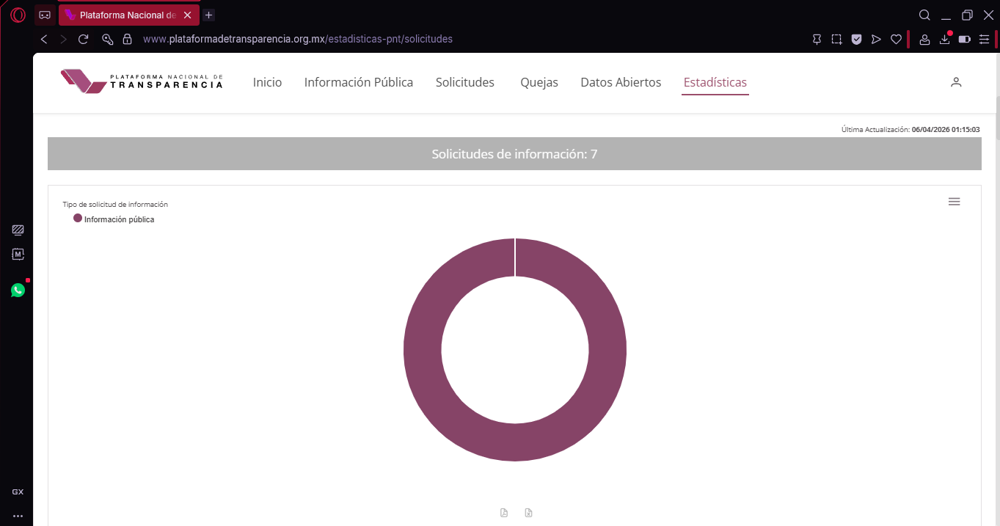 Plataforma Nacional de
www.plataformadetransparencia.org.mx/estadisticas-pnt/solicitudes
PLATAFORMA NACIONAL DE
TRANSPARENCIA
Inicio Información Pública Solicitudes Quejas Datos Abiertos Estadísticas
Última Actualización: 06/04/2026 01:15:03
Solicitudes de información: 7
Tipo de solicitud de información
Información pública
M
GX